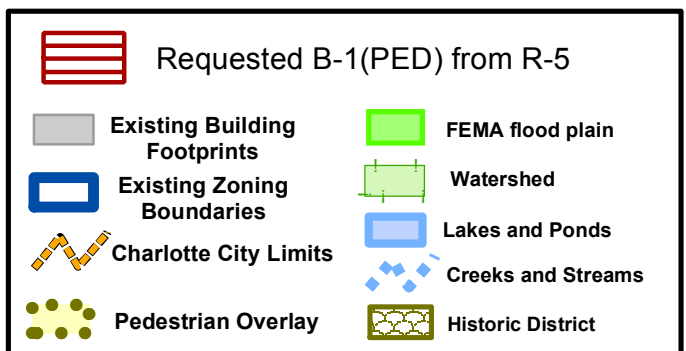 Requested B-1(PED) from R-5
Existing Building
Footprints
Existing Zoning
Boundaries
Charlotte City Limits
Pedestrian Overlay
FEMA flood plain
Watershed
Lakes and Ponds
Creeks and Streams
Historic District